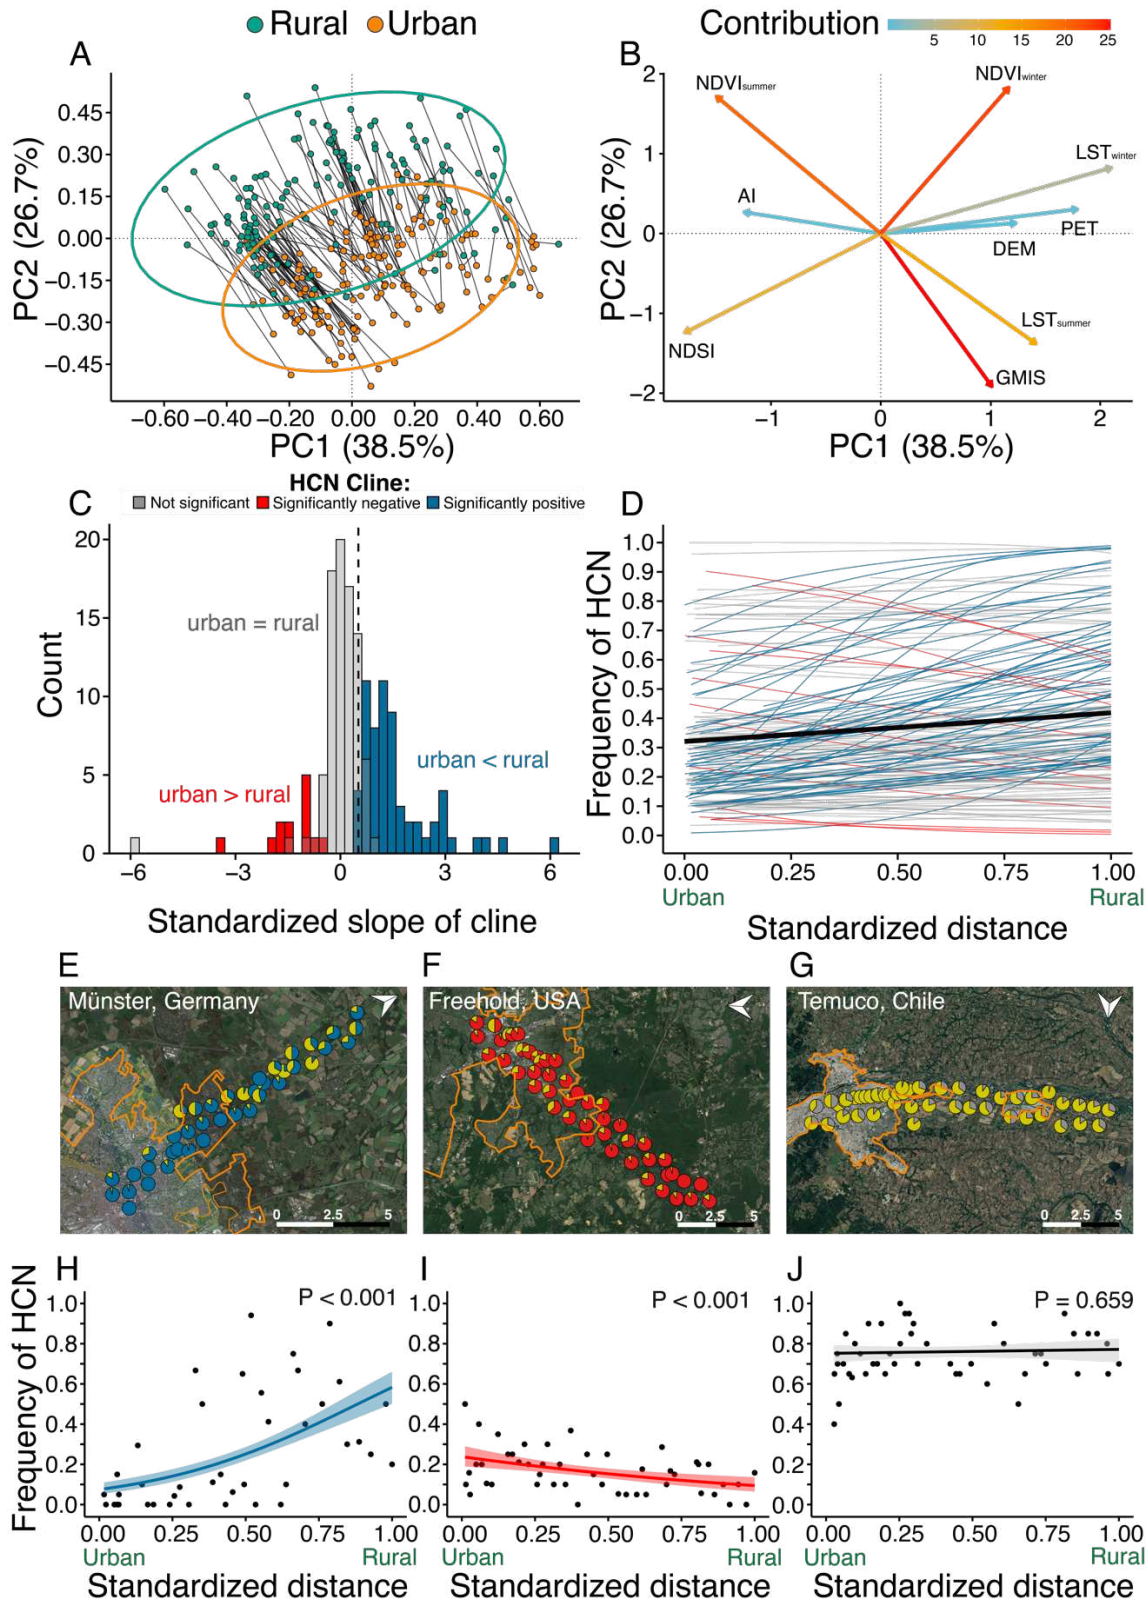 Rural Urban
Contribution
5 10 15 20 25
A
PC2 (26.7%)
0.45
0.30
0.15
0.00
−0.15
−0.30
−0.45
−0.60 −0.40 −0.20 0.00 0.20 0.40 0.60
PC1 (38.5%)
B
PC2 (26.7%)
2
1
0
−1
−2
NDVIsummer
NDVIwinter
LSTwinter
AI
PET
DEM
LSTsummer
NDSI
GMIS
−1 0 1 2
PC1 (38.5%)
C
HCN Cline:
Not significant Significantly negative Significantly positive
Count
20
15
10
5
0
urban = rural
urban < rural
urban > rural
−6 −3 0 3 6
Standardized slope of cline
D
Frequency of HCN
1.0
0.9
0.8
0.7
0.6
0.5
0.4
0.3
0.2
0.1
0.0
0.00 0.25 0.50 0.75 1.00
Urban Rural
Standardized distance
E
Münster, Germany
0 2.5 5
F
Freehold, USA
0 2.5 5
G
Temuco, Chile
0 2.5 5
H
P < 0.001
Frequency of HCN
1.0
0.8
0.6
0.4
0.2
0.0
0.00 0.25 0.50 0.75 1.00
Urban Rural
Standardized distance
I
P < 0.001
1.0
0.8
0.6
0.4
0.2
0.0
0.00 0.25 0.50 0.75 1.00
Urban Rural
Standardized distance
J
P = 0.659
1.0
0.8
0.6
0.4
0.2
0.0
0.00 0.25 0.50 0.75 1.00
Urban Rural
Standardized distance